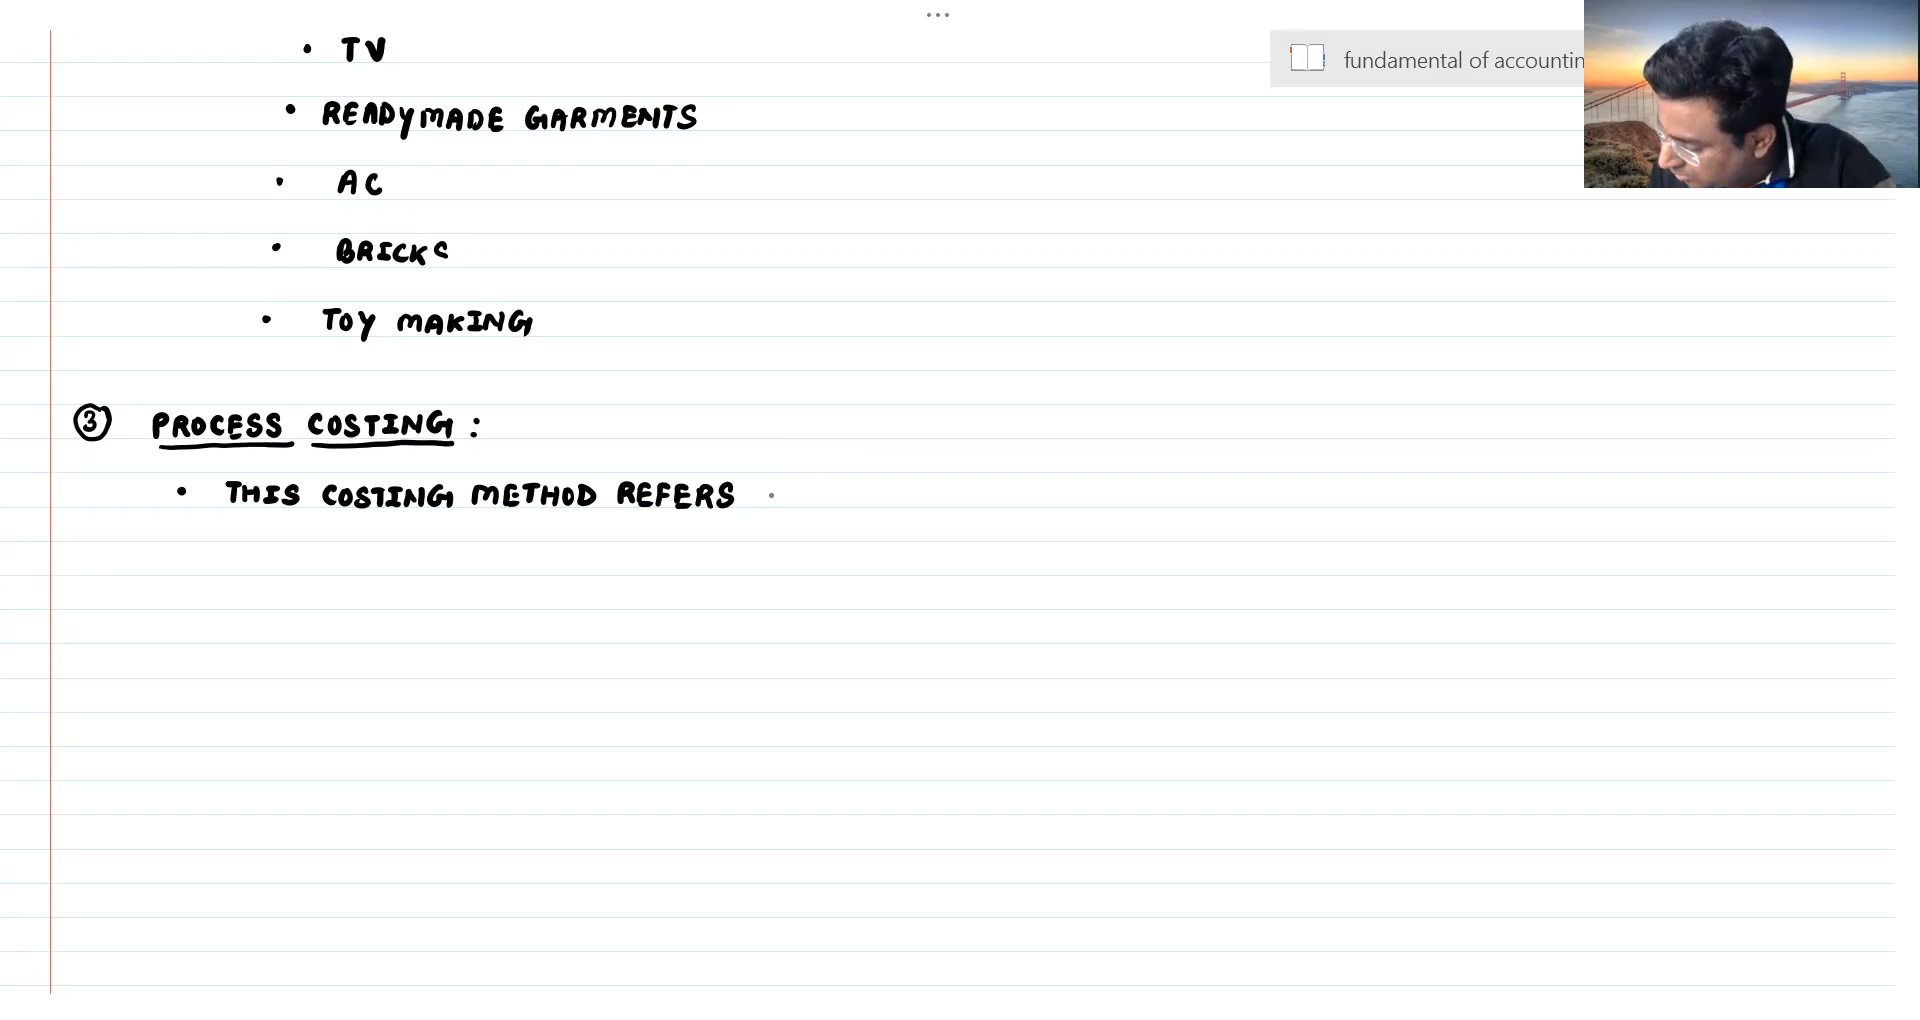 • TV
fundamental of accountin
• READYMADE GARMENTS
• AC
• BRICKS
• TOY MAKING
③ PROCESS COSTING :
• THIS COSTING METHOD REFERS